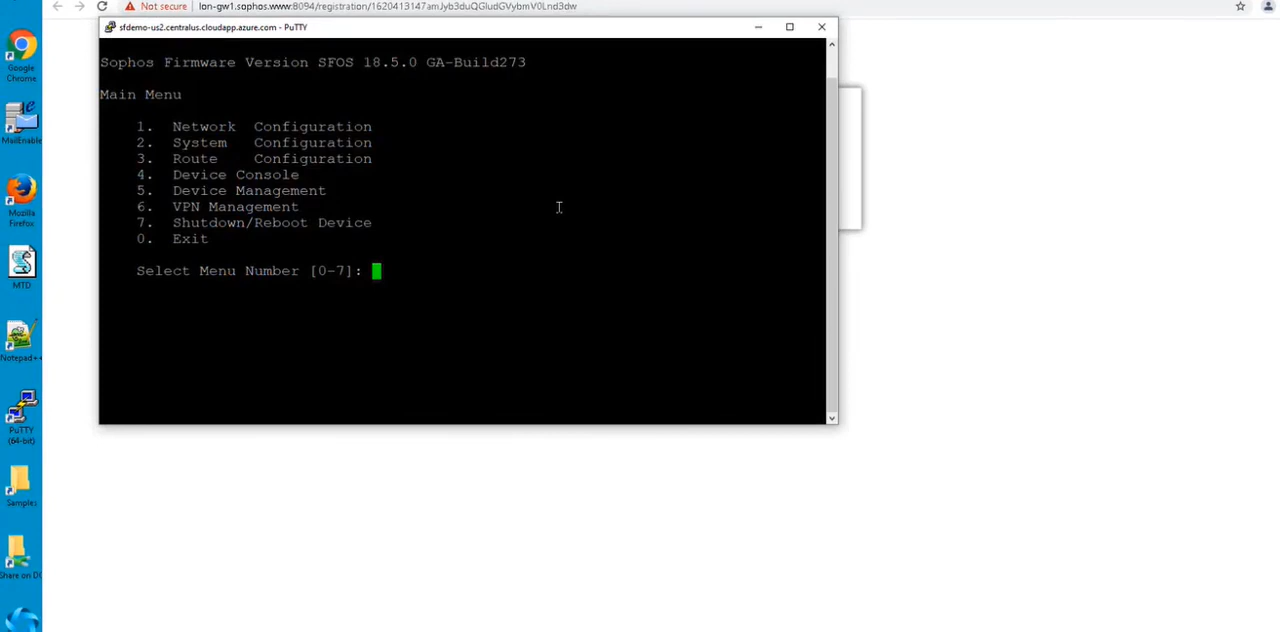 Not secure | lon-gw1.sophos.www:8094/registration/1620413147amJyb3duQGludGVybmV0Lnd3dw
sfdemo-us2.centralus.cloudapp.azure.com - PuTTY
Sophos Firmware Version SFOS 18.5.0 GA-Build273
Main Menu
1. Network Configuration
2. System Configuration
3. Route Configuration
4. Device Console
5. Device Management
6. VPN Management
7. Shutdown/Reboot Device
0. Exit
Select Menu Number [0-7]:
Google
Chrome
MailEnable
Mozilla
Firefox
MTD
Notepad++
PuTTY
(64-bit)
Samples
Share on DC